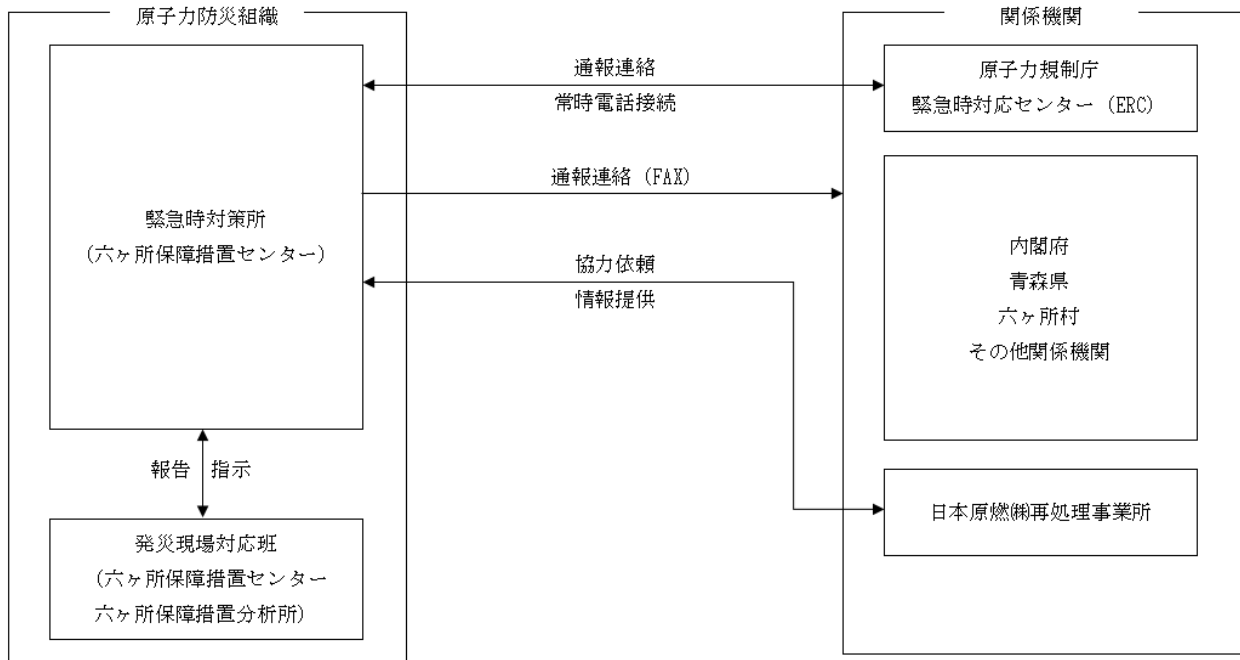 原子力防災組織
緊急時対策所
(六ヶ所保障措置センター)
報告
指示
発災現場対応班
(六ヶ所保障措置センター
六ヶ所保障措置分析所)
通報連絡
常時電話接続
通報連絡 (FAX)
協力依頼
情報提供
関係機関
原子力規制庁
緊急時対応センター (ERC)
内閣府
青森県
六ヶ所村
その他関係機関
日本原燃㈱再処理事業所